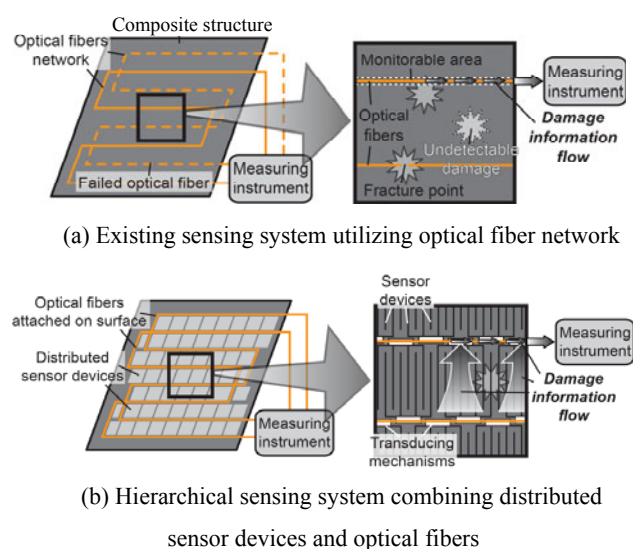 Composite structure
Optical fibers
network
Failed optical fiber
Measuring
instrument
Monitorable area
Optical
fibers
Undetectable
damage
Fracture point
Measuring
instrument
Damage
information
flow
(a) Existing sensing system utilizing optical fiber network
Optical fibers
attached on surface
Distributed
sensor devices
Measuring
instrument
Sensor
devices
Transducing
mechanisms
Measuring
instrument
Damage
information
flow
(b) Hierarchical sensing system combining distributed
sensor devices and optical fibers